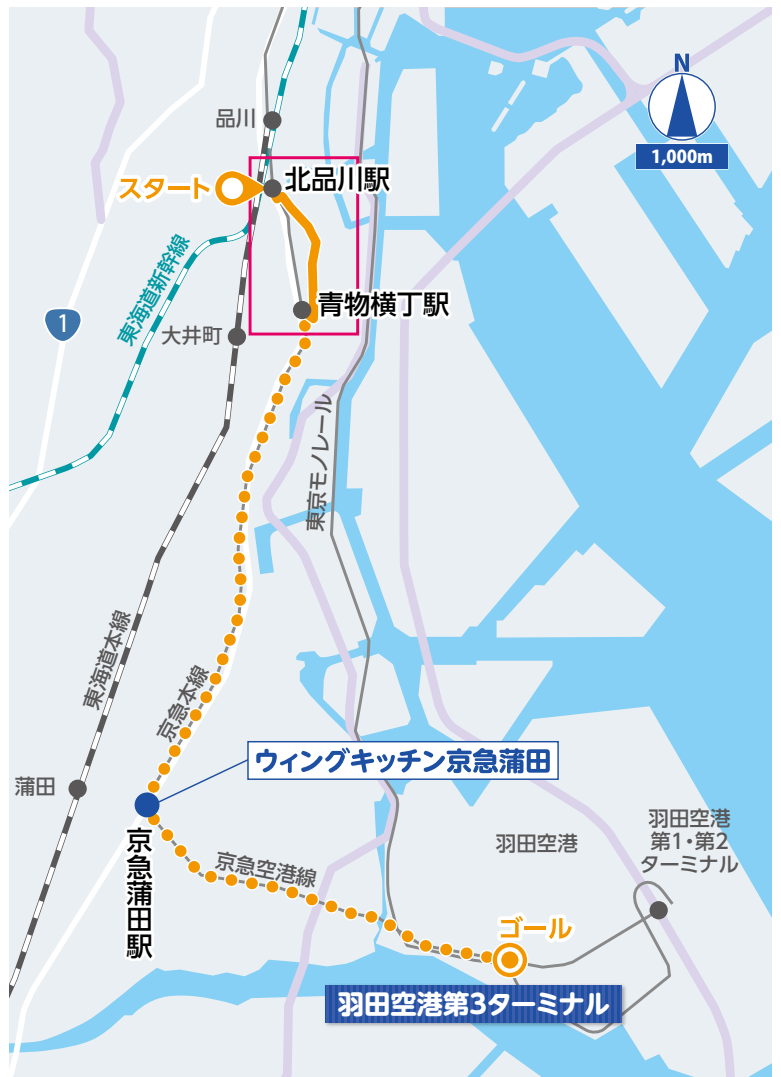 N
1,000m
品川
スタート
北品川駅
東海道新幹線
1
青物横丁駅
大井町
東京モノレール
東海道本線
京急本線
ウィングキッチン京急蒲田
蒲田
京急蒲田駅
京急空港線
羽田空港
羽田空港
第1・第2
ターミナル
ゴール
羽田空港第3ターミナル